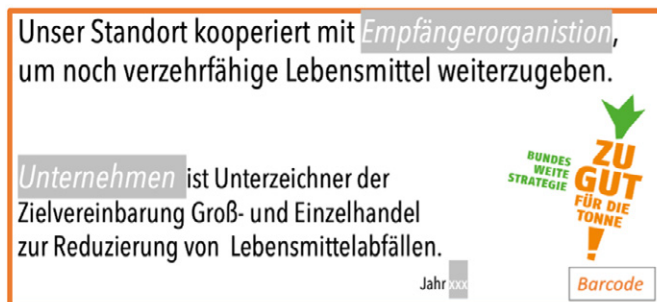 Unser Standort kooperiert mit Empfängerorganistion,
um noch verzehrfähige Lebensmittel weiterzugeben.
Unternehmen ist Unterzeichner der
Zielvereinbarung Groß- und Einzelhandel
zur Reduzierung von Lebensmittelabfällen.
BUNDES
WEITE
STRATEGIE
ZU
GUT
FÜR DIE
TONNE
!
Jahr xxx
Barcode